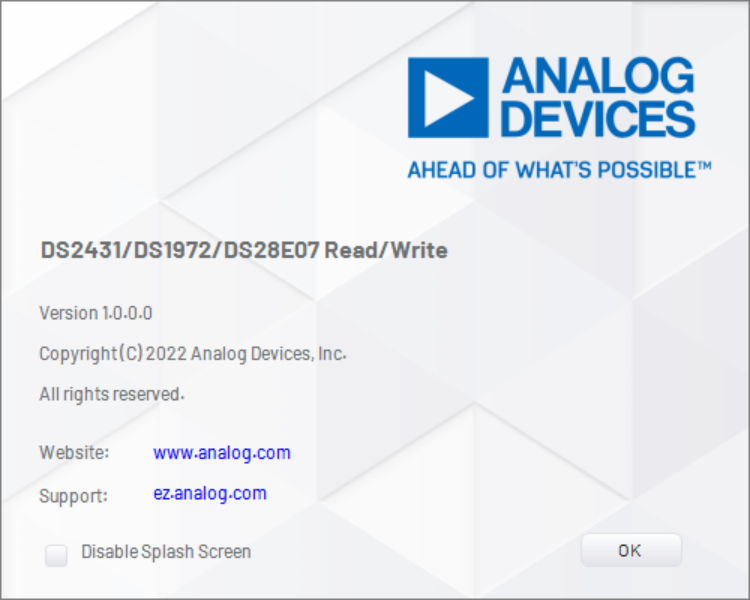 ANALOG
DEVICES
AHEAD OF WHAT'S POSSIBLE™
DS2431/DS1972/DS28E07 Read/Write
Version 1.0.0.0
Copyright (C) 2022 Analog Devices, Inc.
All rights reserved.
Website: www.analog.com
Support: ez.analog.com
Disable Splash Screen
OK